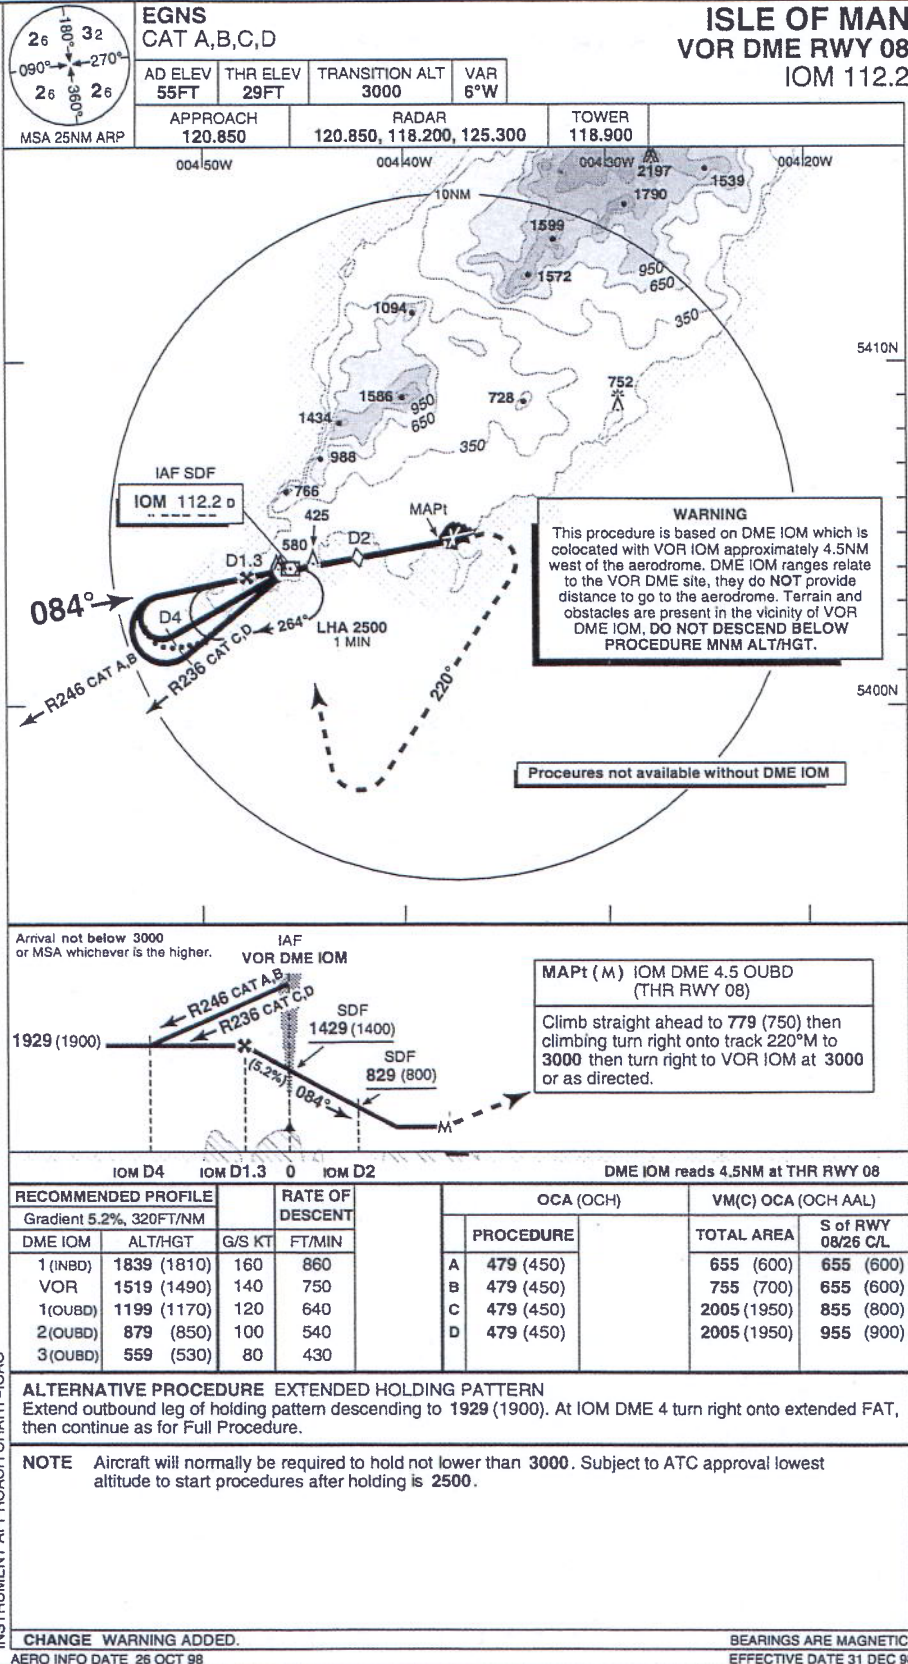 EGNS
CAT A,B,C,D
ISLE OF MAN
VOR DME RWY 08
IOM 112.2
180°
26 32
090° 270°
26 26
360°
MSA 25NM ARP
AD ELEV
55FT
THR ELEV
29FT
TRANSITION ALT
3000
VAR
6°W
APPROACH
120.850
RADAR
120.850, 118.200, 125.300
TOWER
118.900
004 50W
004 40W
004 30W
004 20W
2197
1539
1790
10NM
1599
1572
950
650
350
1094
5410N
1586
950
650
728
752
1434
350
988
IAF SDF
IOM 112.2 D
766
425
MAPt
580
D2
D1.3
084°
D4
264°
LHA 2500
1 MIN
R246 CAT A,B
R236 CAT C,D
220°
WARNING
This procedure is based on DME IOM which is
colocated with VOR IOM approximately 4.5NM
west of the aerodrome. DME IOM ranges relate
to the VOR DME site, they do NOT provide
distance to go to the aerodrome. Terrain and
obstacles are present in the vicinity of VOR
DME IOM, DO NOT DESCEND BELOW
PROCEDURE MNM ALT/HGT.
5400N
Proceures not available without DME IOM
Arrival not below 3000
or MSA whichever is the higher.
IAF
VOR DME IOM
R246 CAT A,B
R236 CAT C,D
1929 (1900)
SDF
1429 (1400)
SDF
829 (800)
(5.2%)
084°
M
MAPt (M) IOM DME 4.5 OUBD
(THR RWY 08)
Climb straight ahead to 779 (750) then
climbing turn right onto track 220°M to
3000 then turn right to VOR IOM at 3000
or as directed.
IOM D4 IOM D1.3 0 IOM D2
DME IOM reads 4.5NM at THR RWY 08
RECOMMENDED PROFILE
Gradient 5.2%, 320FT/NM
RATE OF
DESCENT
DME IOM ALT/HGT G/S KT FT/MIN
1 (INBD) 1839 (1810) 160 860
VOR 1519 (1490) 140 750
1 (OUBD) 1199 (1170) 120 640
2 (OUBD) 879 (850) 100 540
3 (OUBD) 559 (530) 80 430
OCA (OCH) VM(C) OCA (OCH AAL)
PROCEDURE TOTAL AREA S of RWY
08/26 C/L
A 479 (450) 655 (600) 655 (600)
B 479 (450) 755 (700) 655 (600)
C 479 (450) 2005 (1950) 855 (800)
D 479 (450) 2005 (1950) 955 (900)
ALTERNATIVE PROCEDURE EXTENDED HOLDING PATTERN
Extend outbound leg of holding pattern descending to 1929 (1900). At IOM DME 4 turn right onto extended FAT,
then continue as for Full Procedure.
NOTE Aircraft will normally be required to hold not lower than 3000. Subject to ATC approval lowest
altitude to start procedures after holding is 2500.
CHANGE WARNING ADDED.
BEARINGS ARE MAGNETIC
AERO INFO DATE 26 OCT 98
EFFECTIVE DATE 31 DEC 9